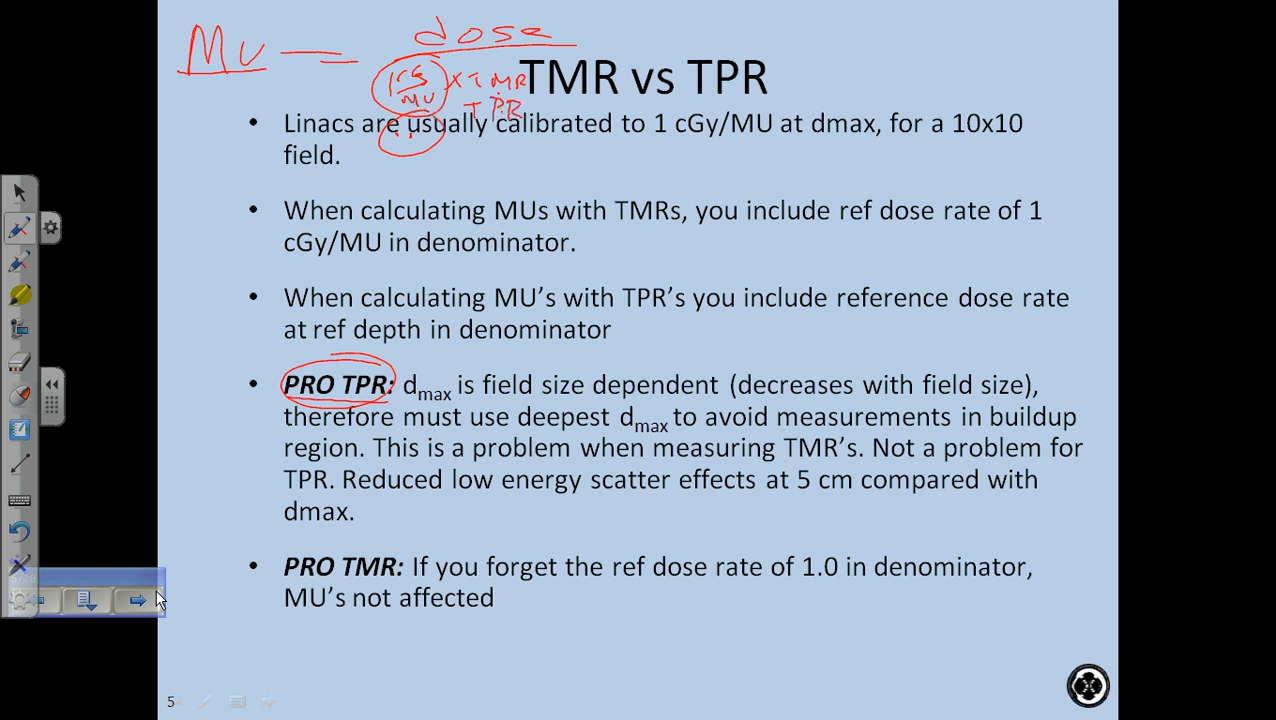 Mu = dose
TMR vs TPR
MU
x TMR
TPR
• Linacs are usually calibrated to 1 cGy/MU at dmax, for a 10x10
field.
• When calculating MUs with TMRs, you include ref dose rate of 1
cGy/MU in denominator.
• When calculating MU’s with TPR’s you include reference dose rate
at ref depth in denominator
• PRO TPR: dmax is field size dependent (decreases with field size),
therefore must use deepest dmax to avoid measurements in buildup
region. This is a problem when measuring TMR’s. Not a problem for
TPR. Reduced low energy scatter effects at 5 cm compared with
dmax.
• PRO TMR: If you forget the ref dose rate of 1.0 in denominator,
MU’s not affected
5